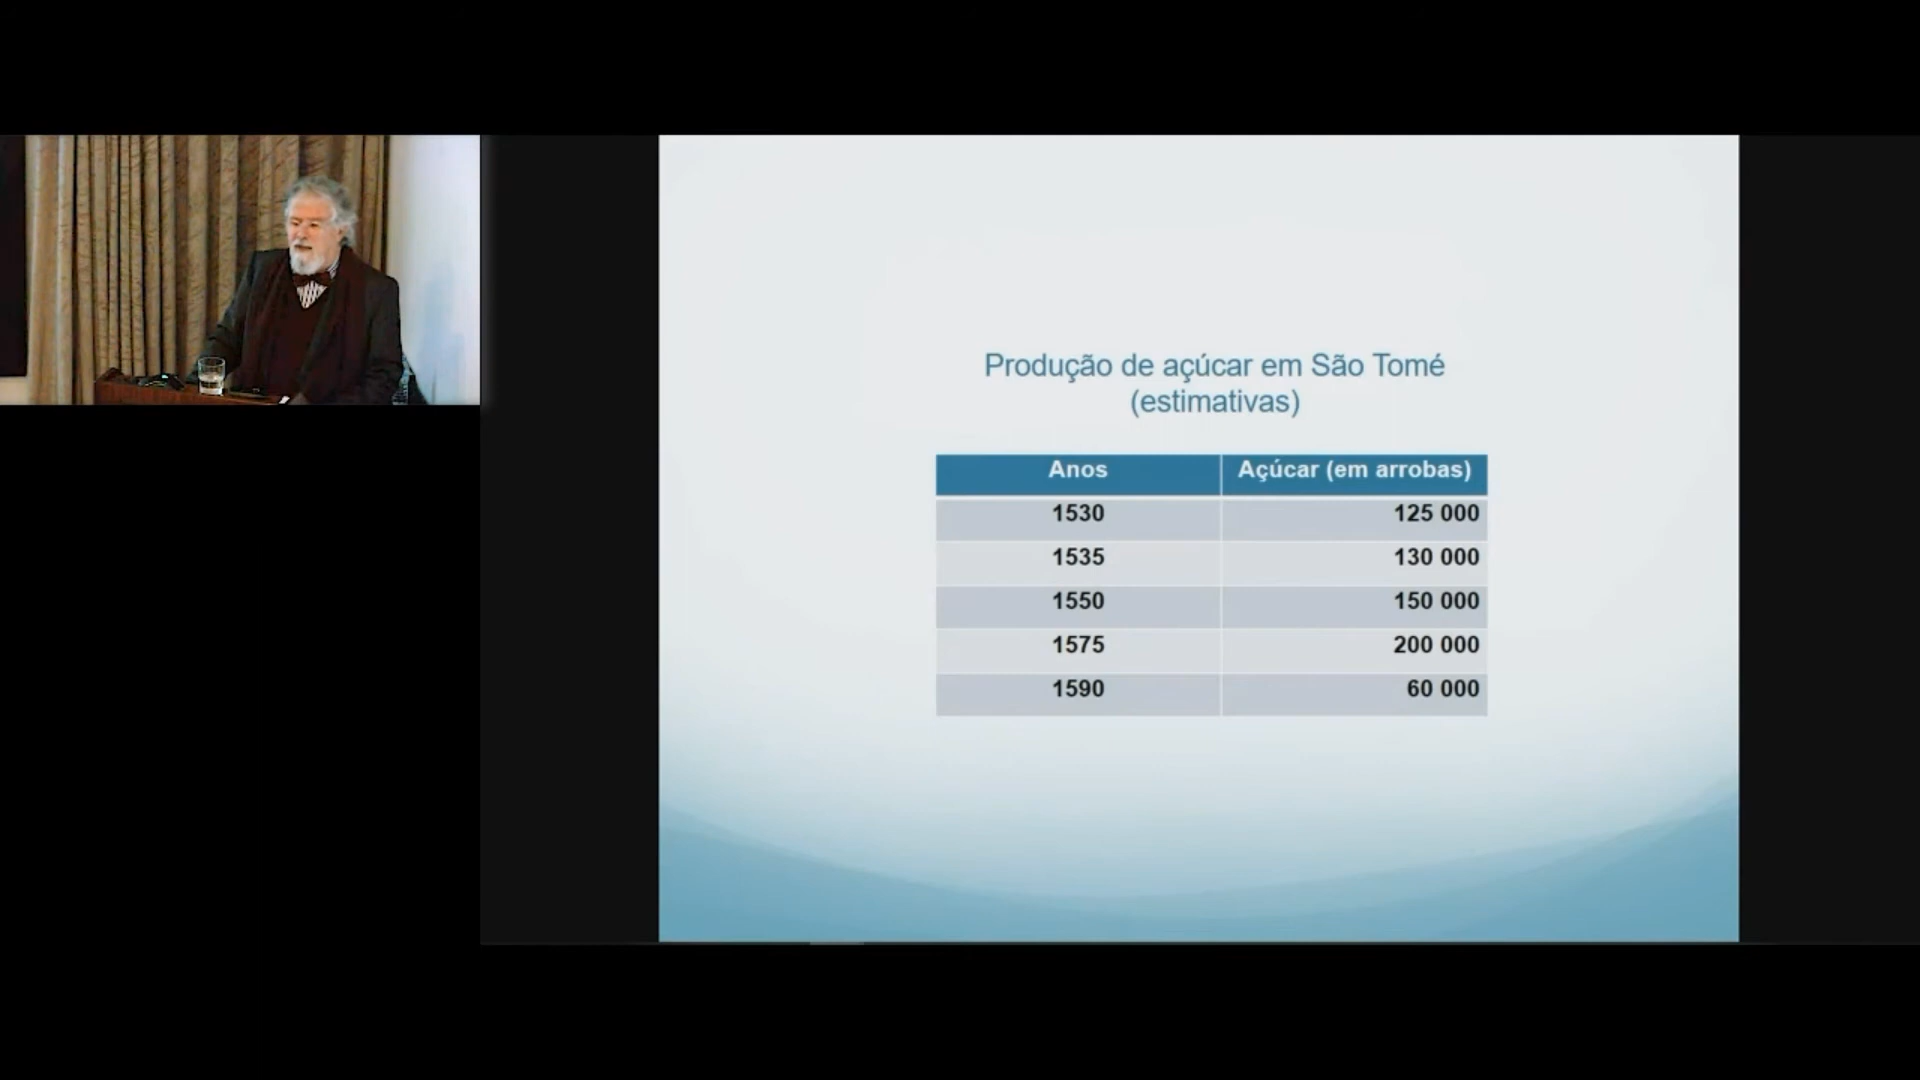 Produção de açúcar em São Tomé
(estimativas)
Anos Açúcar (em arrobas)
1530 125 000
1535 130 000
1550 150 000
1575 200 000
1590 60 000